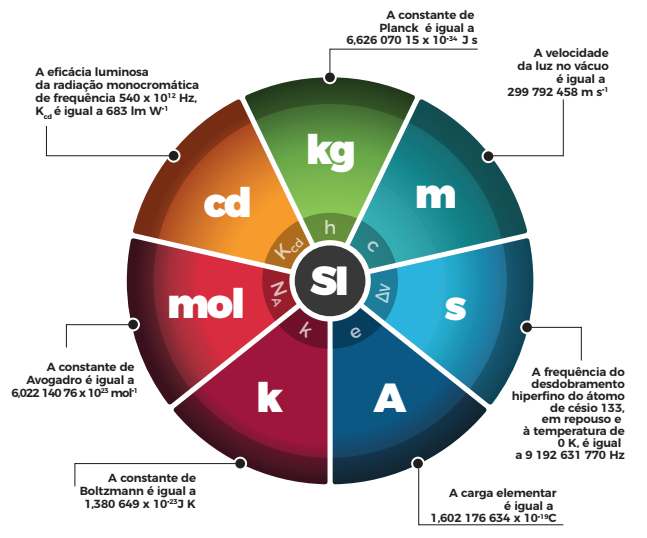 A constante de
Planck é igual a
6,626 070 15 x 10⁻³⁴ J s
A velocidade
da luz no vácuo
é igual a
299 792 458 m s⁻¹
A eficácia luminosa
da radiação monocromática
de frequência 540 x 10¹² Hz,
K_cd é igual a 683 lm W⁻¹
kg
cd
m
h
K_cd
c
SI
mol
N_A
Δν
s
k
e
k
A
A constante de
Avogadro é igual a
6,022 140 76 x 10²³ mol⁻¹
A frequência do
desdobramento
hiperfino do átomo
de césio 133,
em repouso e
à temperatura de
0 K, é igual
a 9 192 631 770 Hz
A constante de
Boltzmann é igual a
1,380 649 x 10⁻²³J K
A carga elementar
é igual a
1,602 176 634 x 10⁻¹⁹C